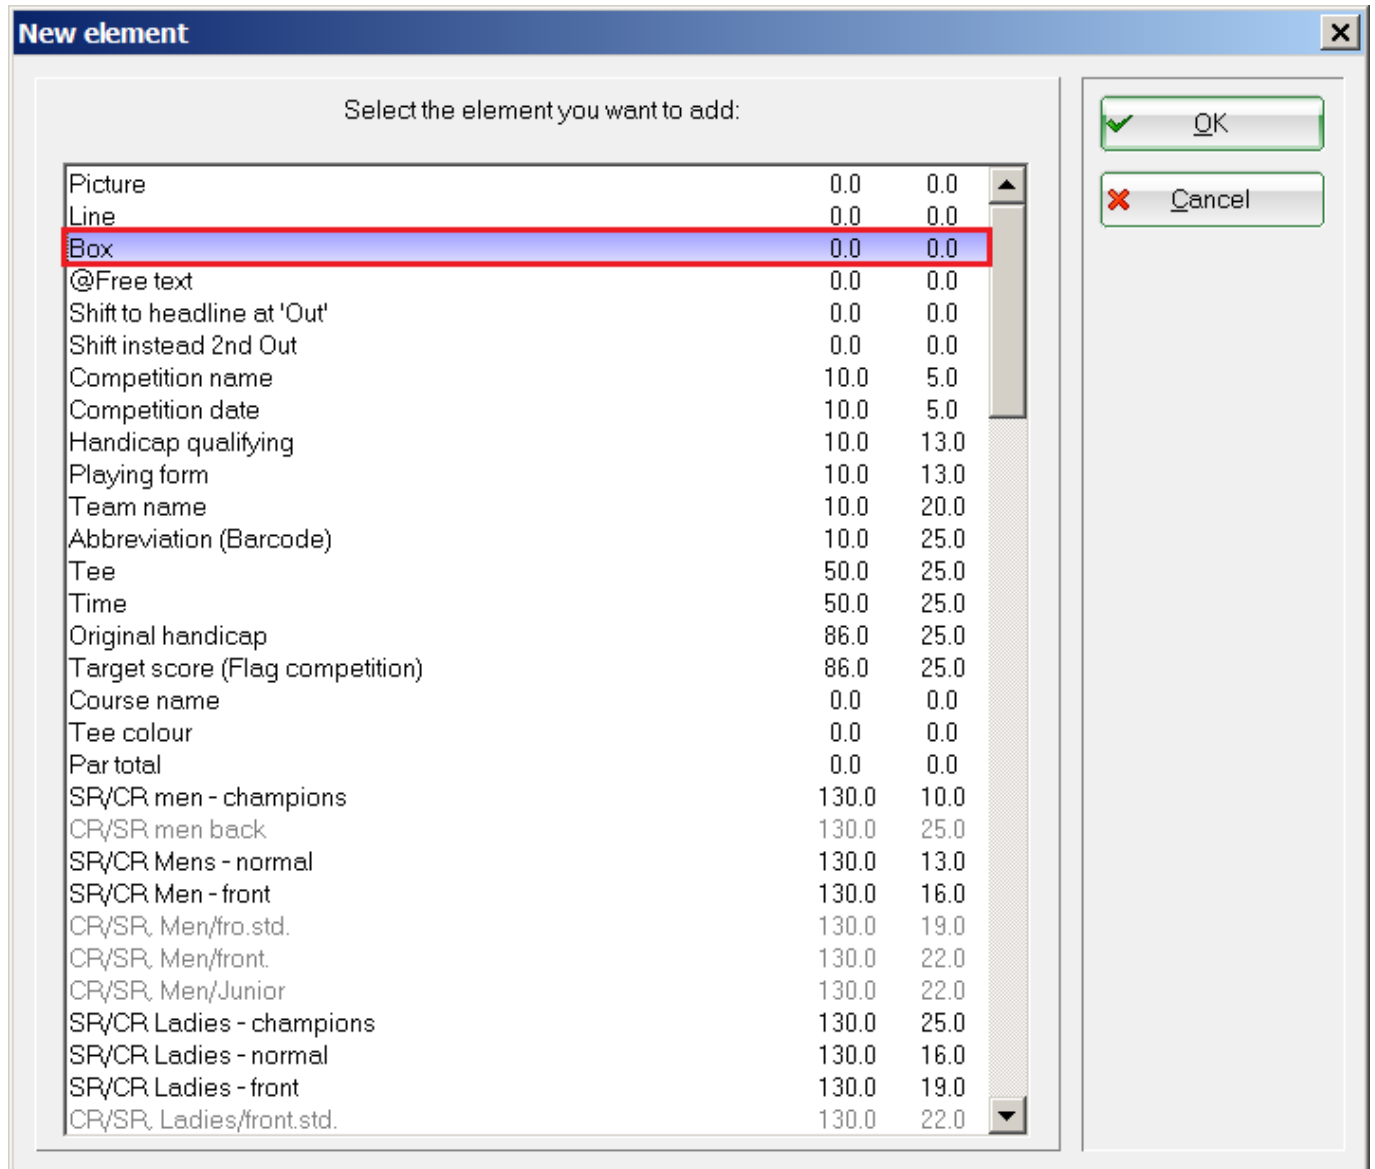 New element
Select the element you want to add:
OK
Cancel
Picture 0.0 0.0
Line 0.0 0.0
Box 0.0 0.0
@Free text 0.0 0.0
Shift to headline at 'Out' 0.0 0.0
Shift instead 2nd Out 0.0 0.0
Competition name 10.0 5.0
Competition date 10.0 5.0
Handicap qualifying 10.0 13.0
Playing form 10.0 13.0
Team name 10.0 20.0
Abbreviation (Barcode) 10.0 25.0
Tee 50.0 25.0
Time 50.0 25.0
Original handicap 86.0 25.0
Target score (Flag competition) 86.0 25.0
Course name 0.0 0.0
Tee colour 0.0 0.0
Par total 0.0 0.0
SR/CR men - champions 130.0 10.0
CR/SR men back 130.0 25.0
SR/CR Mens - normal 130.0 13.0
SR/CR Men - front 130.0 16.0
CR/SR, Men/fro.std. 130.0 19.0
CR/SR, Men/front. 130.0 22.0
CR/SR, Men/Junior 130.0 22.0
SR/CR Ladies - champions 130.0 25.0
SR/CR Ladies - normal 130.0 16.0
SR/CR Ladies - front 130.0 19.0
CR/SR, Ladies/front.std. 130.0 22.0